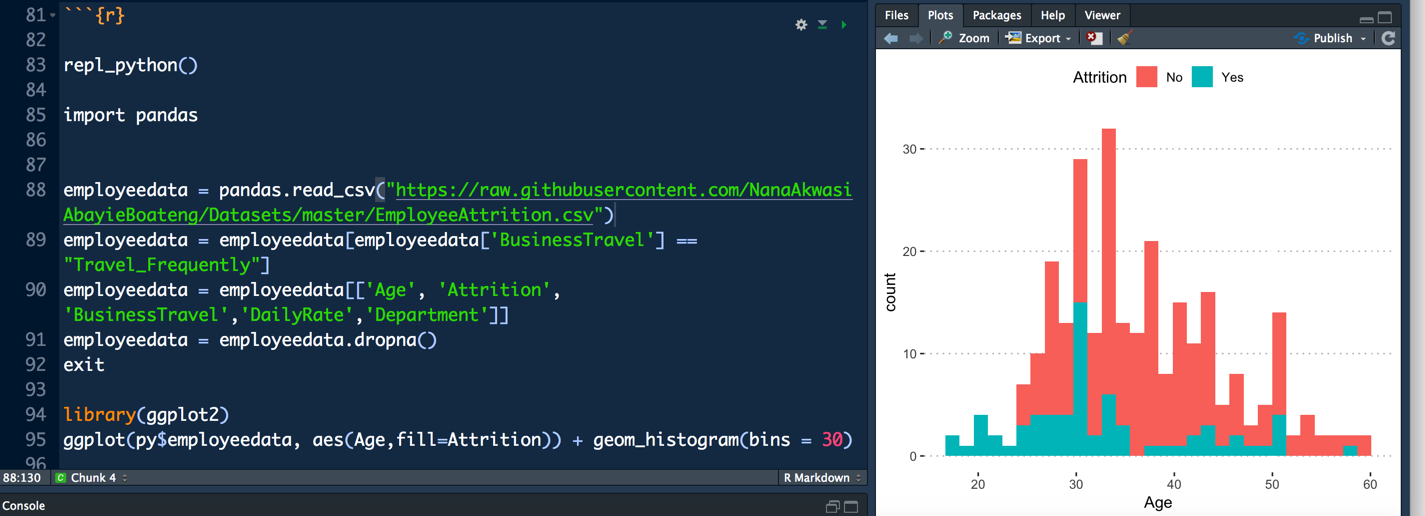 81 ```{r}
82
83 repl_python()
84
85 import pandas
86
87
88 employeedata = pandas.read_csv("https://raw.githubusercontent.com/NanaAkwasi
AbayieBoateng/Datasets/master/EmployeeAttrition.csv")
89 employeedata = employeedata[employeedata['BusinessTravel'] ==
"Travel_Frequently"]
90 employeedata = employeedata[['Age', 'Attrition',
'BusinessTravel','DailyRate','Department']]
91 employeedata = employeedata.dropna()
92 exit
93
94 library(ggplot2)
95 ggplot(py$employeedata, aes(Age,fill=Attrition)) + geom_histogram(bins = 30)
96
88:130 C Chunk 4 R Markdown
Console
Files Plots Packages Help Viewer
Zoom Export Publish
Attrition No Yes
30
20
10
0
count
20 30 40 50 60
Age